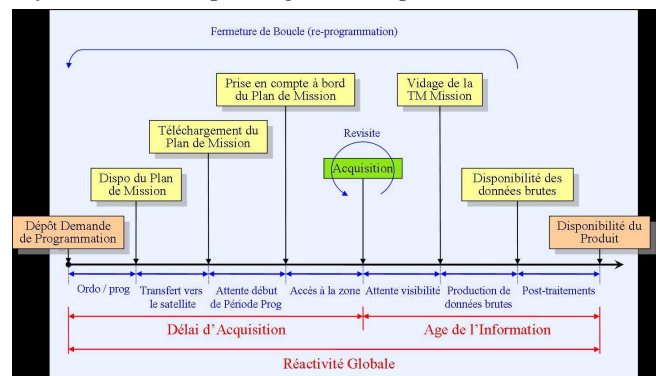 Fermeture de Boucle (re-programmation)
Prise en compte à bord
du Plan de Mission
Vidage de la
TM Mission
Téléchargement du
Plan de Mission
Revisite
Dispo du Plan
de Mission
Acquisition
Disponibilité des
données brutes
Dépôt Demande
de Programmation
Disponibilité du
Produit
Ordo / prog
Transfert vers
le satellite
Attente début
de Période Prog
Accès à la zone
Attente visibilité
Production de
données brutes
Post-traitements
Délai d'Acquisition
Age de l'Information
Réactivité Globale